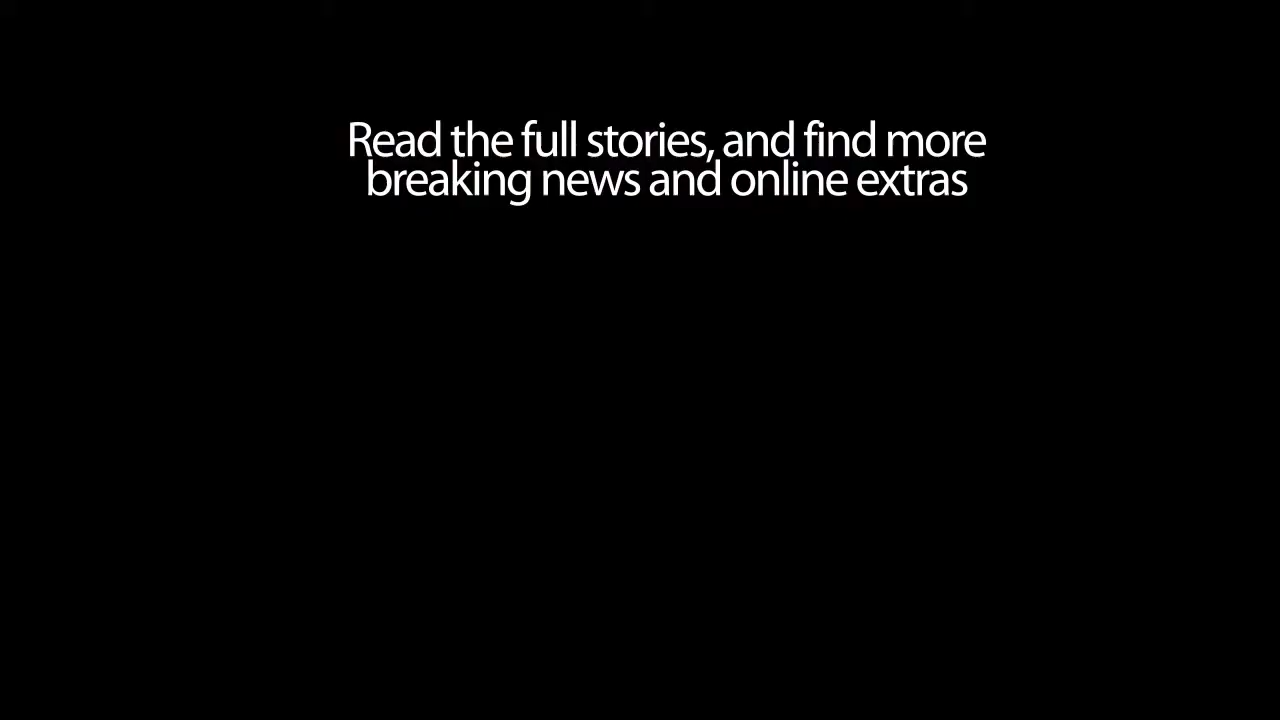 Read the full stories, and find more
breaking news and online extras